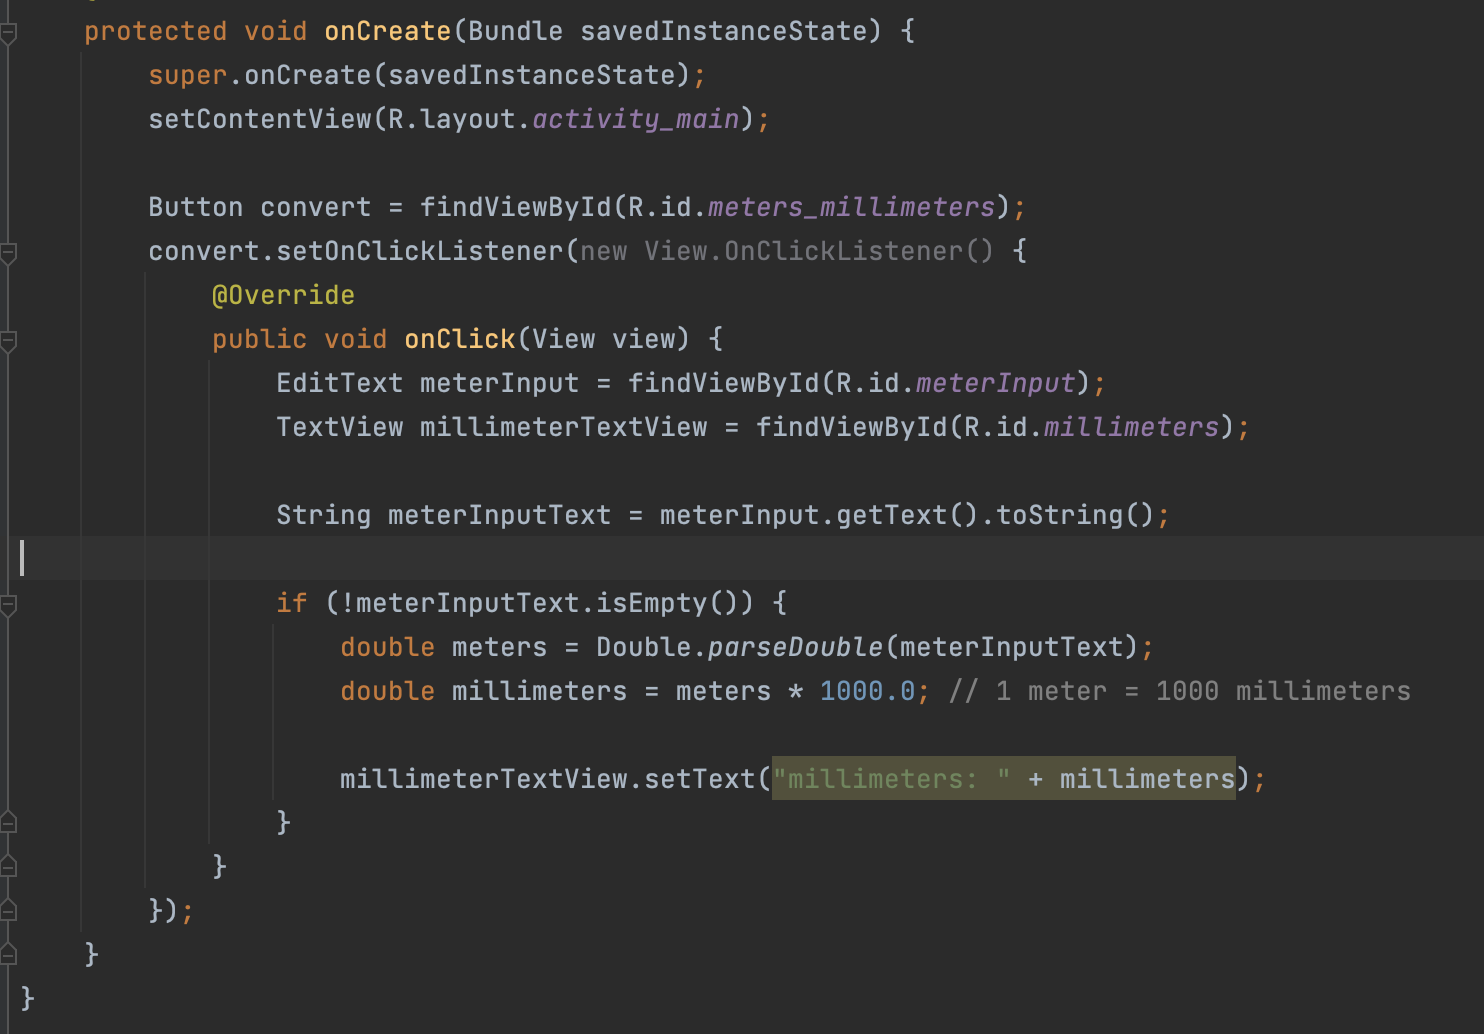 protected void onCreate(Bundle savedInstanceState) {
super.onCreate(savedInstanceState);
setContentView(R.layout.activity_main);
Button convert = findViewById(R.id.meters_millimeters);
convert.setOnClickListener(new View.OnClickListener() {
@Override
public void onClick(View view) {
EditText meterInput = findViewById(R.id.meterInput);
TextView millimeterTextView = findViewById(R.id.millimeters);
String meterInputText = meterInput.getText().toString();
if (!meterInputText.isEmpty()) {
double meters = Double.parseDouble(meterInputText);
double millimeters = meters * 1000.0; // 1 meter = 1000 millimeters
millimeterTextView.setText("millimeters: " + millimeters);
}
}
});
}
}